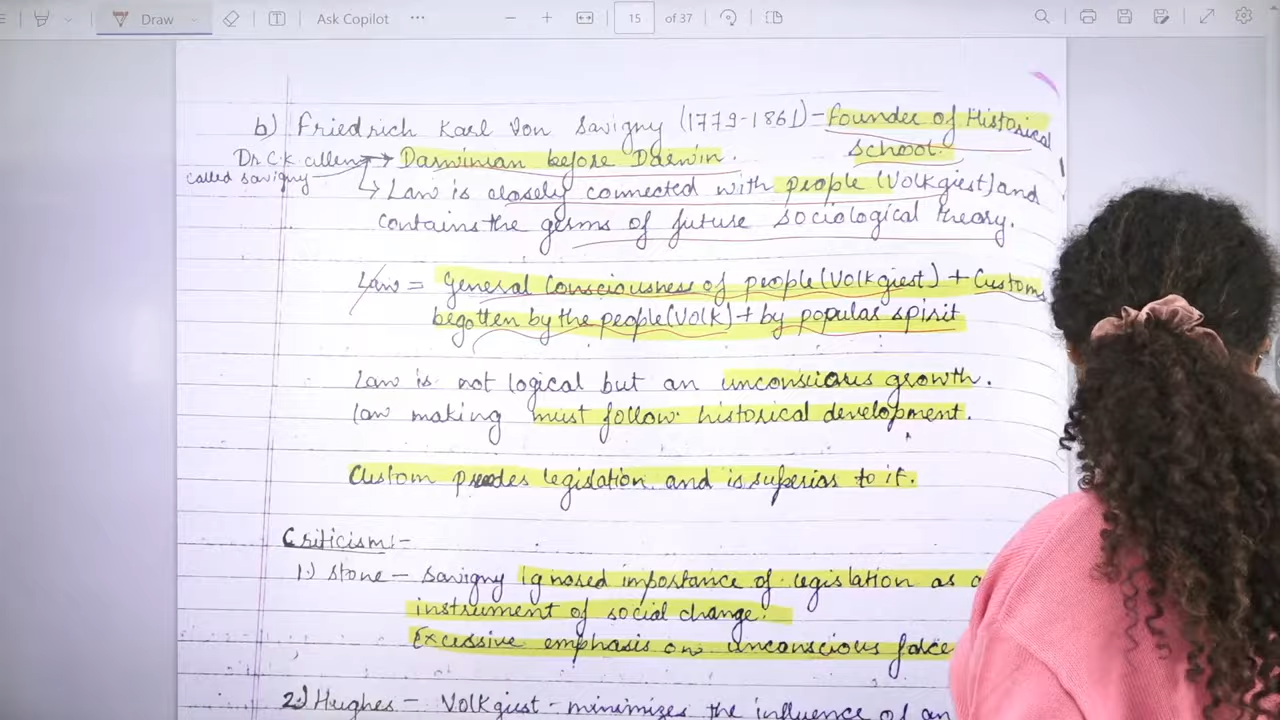 Draw
Ask Copilot
15 of 37
b) Friedrich Karl Von Savigny (1779-1861) - founder of Historical
school.
Dr. C.K. Allen → Darwinian before Darwin.
called savigny
↳ Law is closely connected with people (Volkgiest) and
contains the germs of future sociological theory.
Law = General Consciousness of people (Volkgiest) + Customs
begotten by the people (Volk) + by popular spirit
Law is not logical but an unconscious growth.
law making must follow historical development.
Custom legislation and is superior to it.
Criticism:-
1.) Stone - Savigny ignored importance of legislation as a
instrument of social change.
Excessive emphasis on unconscious force
2.) Hughes - Volkgiest - minimizes the influence of an